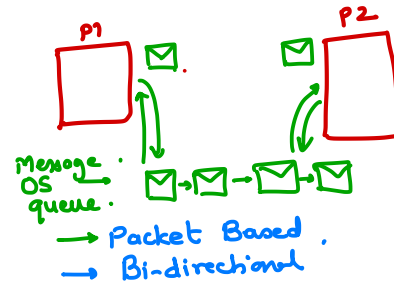 P1
P2
Message
OS
queue.
Packet Based.
Bi-directional